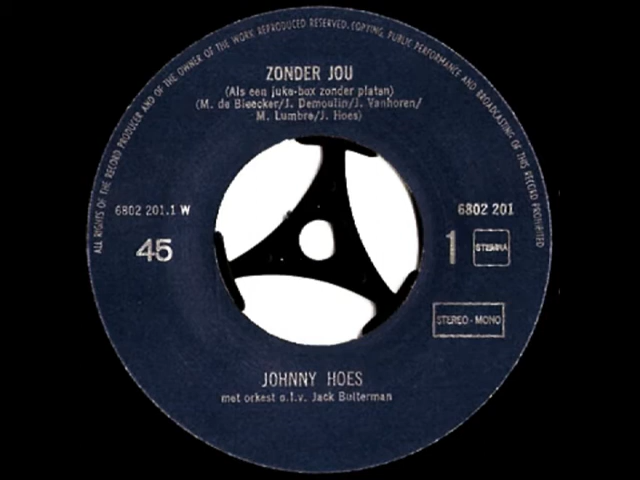 ALL RIGHTS OF THE RECORD PRODUCER AND OF THE OWNER OF THE WORK REPRODUCED RESERVED. COPYING, PUBLIC PERFORMANCE AND BROADCASTING OF THIS RECORD PROHIBITED
ZONDER JOU
(Als een juke-box zonder platen)
(M. de Bleecker/J. Demoulin/J. Vanhoren/
M. Lumbre/J. Hoes)
6802 201.1 W
6802 201
45
1
STEMRA
STEREO - MONO
JOHNNY HOES
met orkest o.l.v. Jack Bulterman